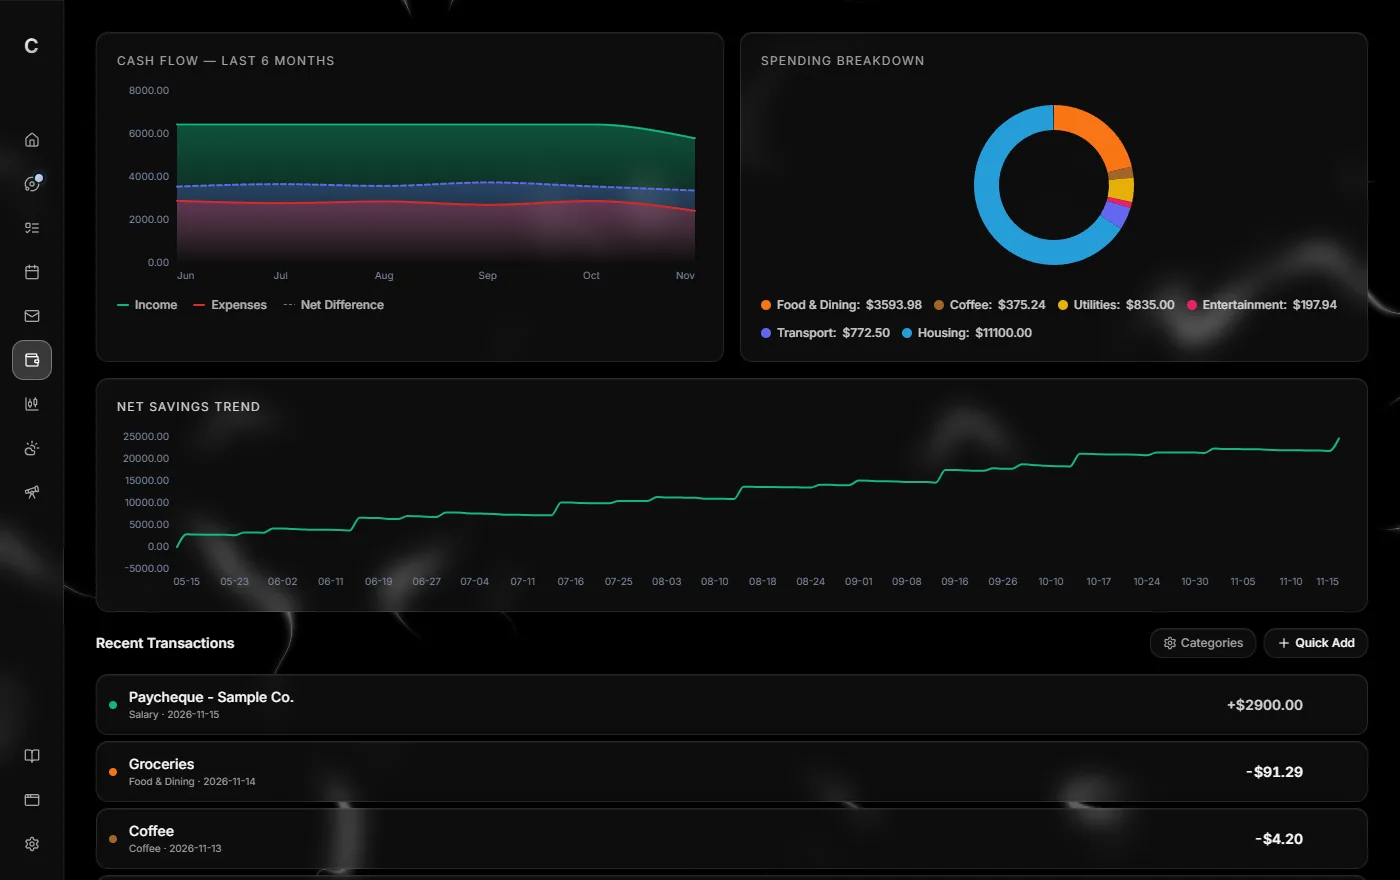 C
CASH FLOW — LAST 6 MONTHS
8000.00
6000.00
4000.00
2000.00
0.00
Jun Jul Aug Sep Oct Nov
Income Expenses Net Difference
SPENDING BREAKDOWN
Food & Dining: $3593.98 Coffee: $375.24 Utilities: $835.00 Entertainment: $197.94
Transport: $772.50 Housing: $11100.00
NET SAVINGS TREND
25000.00
20000.00
15000.00
10000.00
5000.00
0.00
-5000.00
05-15 05-23 06-02 06-11 06-19 06-27 07-04 07-11 07-16 07-25 08-03 08-10 08-18 08-24 09-01 09-08 09-16 09-26 10-10 10-17 10-24 10-30 11-05 11-10 11-15
Recent Transactions
Categories
Quick Add
Paycheque - Sample Co.
Salary · 2026-11-15
+$2900.00
Groceries
Food & Dining · 2026-11-14
-$91.29
Coffee
Coffee · 2026-11-13
-$4.20